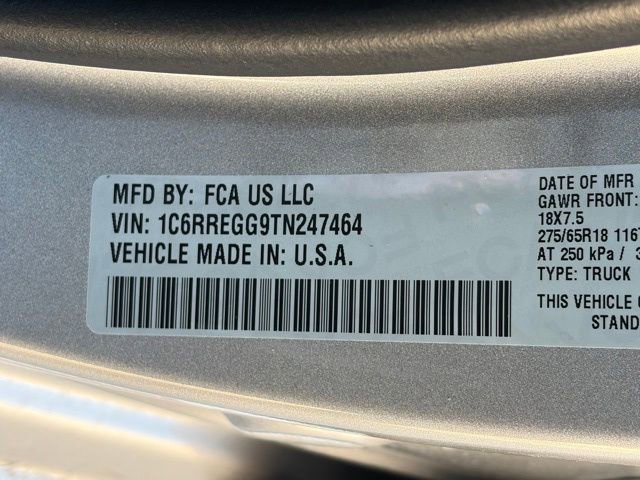 MFD BY: FCA US LLC
VIN: 1C6RREGG9TN247464
VEHICLE MADE IN: U.S.A.
DATE OF MFR
GAWR FRONT:
18X7.5
275/65R18 116T
AT 250 kPa /
TYPE: TRUCK
THIS VEHICLE
STAND